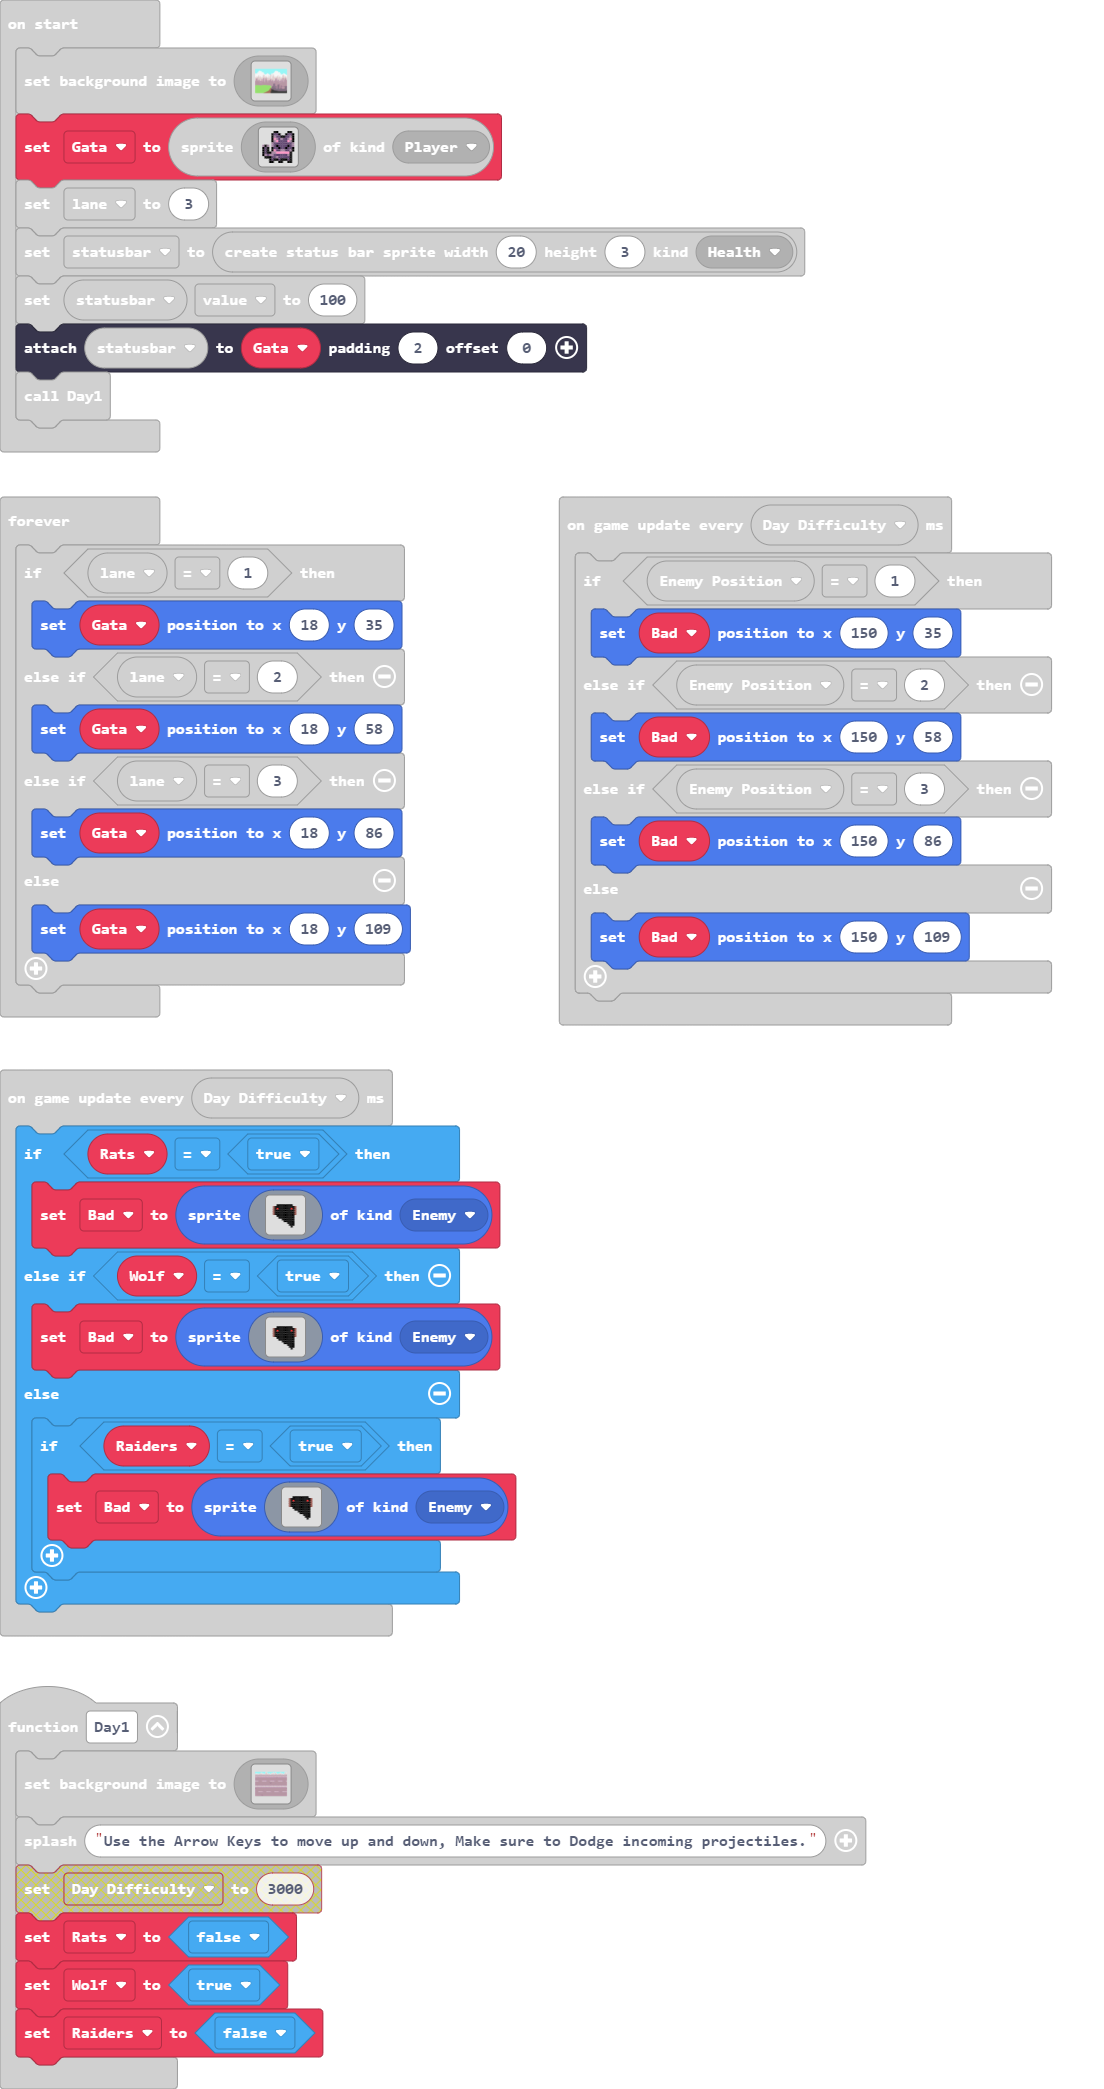 on start
set background image to
set Gata to sprite of kind Player
set lane to 3
set statusbar to create status bar sprite width 20 height 3 kind Health
set statusbar value to 100
attach statusbar to Gata padding 2 offset 0
call Day1
forever
if lane = 1 then
set Gata position to x 18 y 35
else if lane = 2 then
set Gata position to x 18 y 58
else if lane = 3 then
set Gata position to x 18 y 86
else
set Gata position to x 18 y 109
on game update every Day Difficulty ms
if Enemy Position = 1 then
set Bad position to x 150 y 35
else if Enemy Position = 2 then
set Bad position to x 150 y 58
else if Enemy Position = 3 then
set Bad position to x 150 y 86
else
set Bad position to x 150 y 109
on game update every Day Difficulty ms
if Rats = true then
set Bad to sprite of kind Enemy
else if Wolf = true then
set Bad to sprite of kind Enemy
else
if Raiders = true then
set Bad to sprite of kind Enemy
function Day1
set background image to
splash "Use the Arrow Keys to move up and down, Make sure to Dodge incoming projectiles."
set Day Difficulty to 3000
set Rats to false
set Wolf to true
set Raiders to false